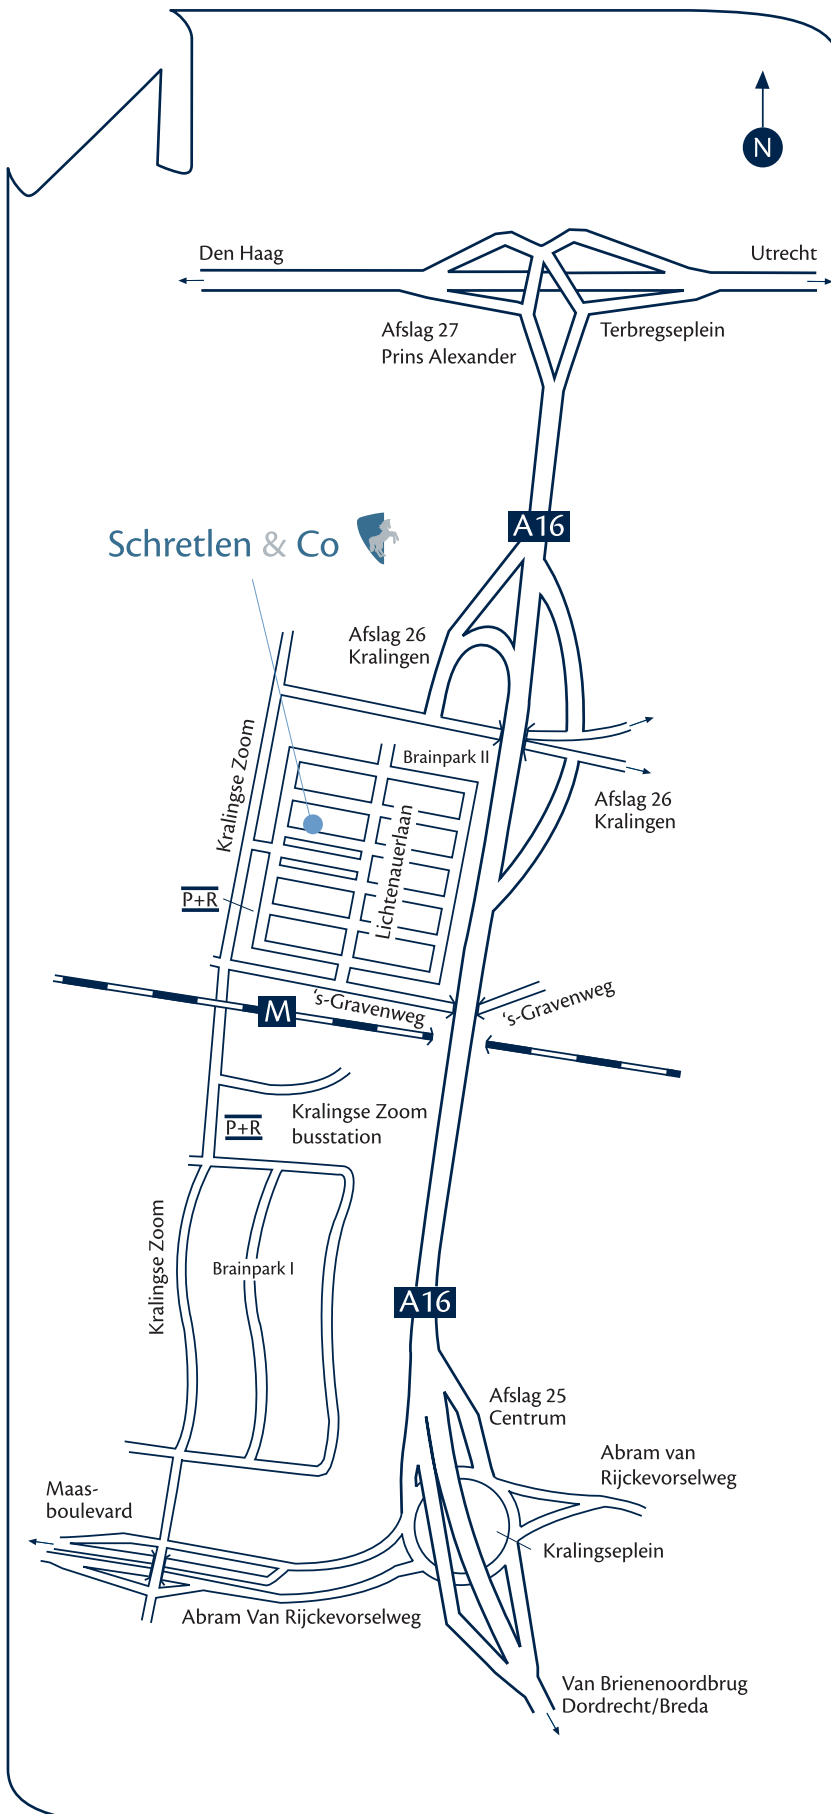 N
Den Haag
Utrecht
Afslag 27
Prins Alexander
Terbregseplein
A16
Schretlen & Co
Afslag 26
Kralingen
Kralingse Zoom
Brainpark II
Lichtenauerlaan
Afslag 26
Kralingen
P+R
M
‘s-Gravenweg
‘s-Gravenweg
Kralingse Zoom
busstation
P+R
Kralingse Zoom
Brainpark I
A16
Afslag 25
Centrum
Abram van
Rijckevorselweg
Maas-
boulevard
Kralingseplein
Abram Van Rijckevorselweg
Van Brienenoordbrug
Dordrecht/Breda